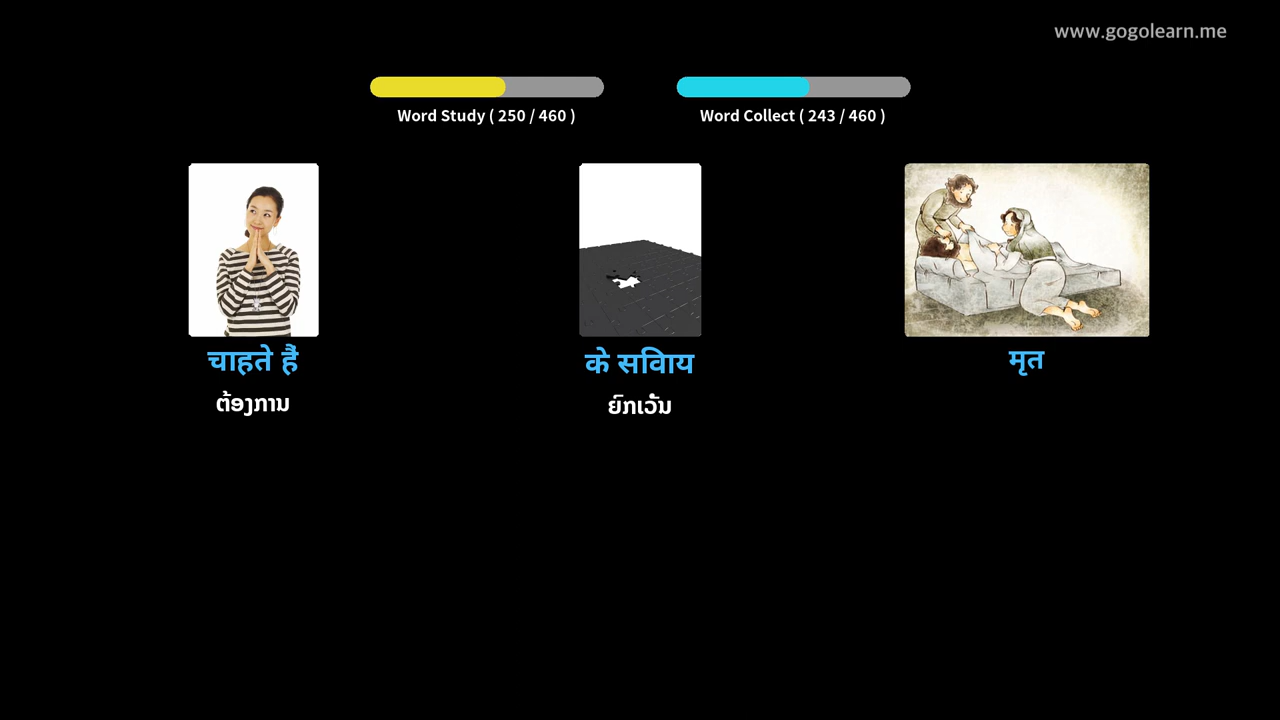 www.gogolearn.me
Word Study ( 250 / 460 )
Word Collect ( 243 / 460 )
चाहते हैं
ຕ້ອງການ
के सिवाय
ຍົກເວັ້ນ
मृत